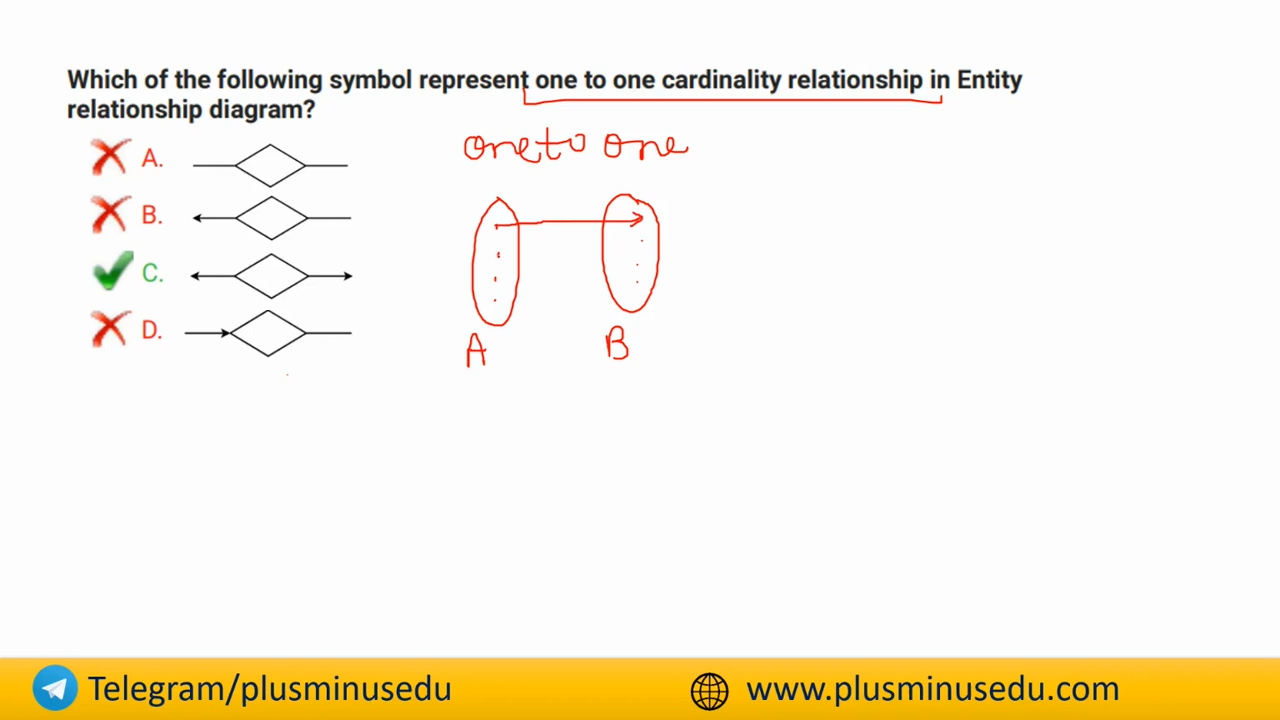 Which of the following symbol represent one to one cardinality relationship in Entity
relationship diagram?
one to one
A.
B.
C.
D.
A
B
Telegram/plusminusedu
www.plusminusedu.com